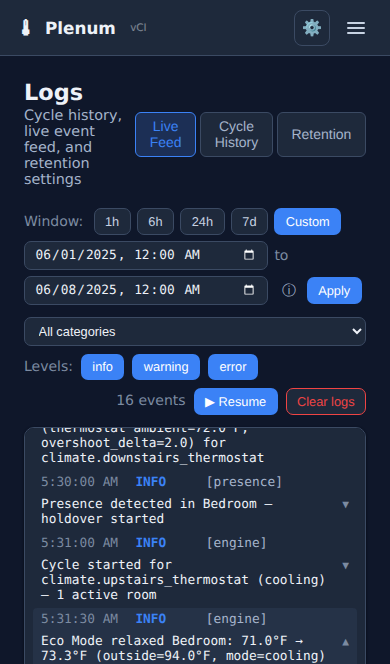 Plenum vCI
Logs
Cycle history,
live event
feed, and
retention
settings
Live
Feed
Cycle
History
Retention
Window: 1h 6h 24h 7d Custom
06/01/2025, 12:00 AM to
06/08/2025, 12:00 AM ⓘ Apply
All categories
Levels: info warning error
16 events ▶ Resume Clear logs
(thermostat ambient=72.0°F,
overshoot_delta=2.0) for
climate.downstairs_thermostat
5:30:00 AM INFO [presence]
Presence detected in Bedroom — ▼
holdover started
5:31:00 AM INFO [engine]
Cycle started for ▼
climate.upstairs_thermostat (cooling)
— 1 active room
5:31:30 AM INFO [engine]
Eco Mode relaxed Bedroom: 71.0°F → ▲
73.3°F (outside=94.0°F, mode=cooling)